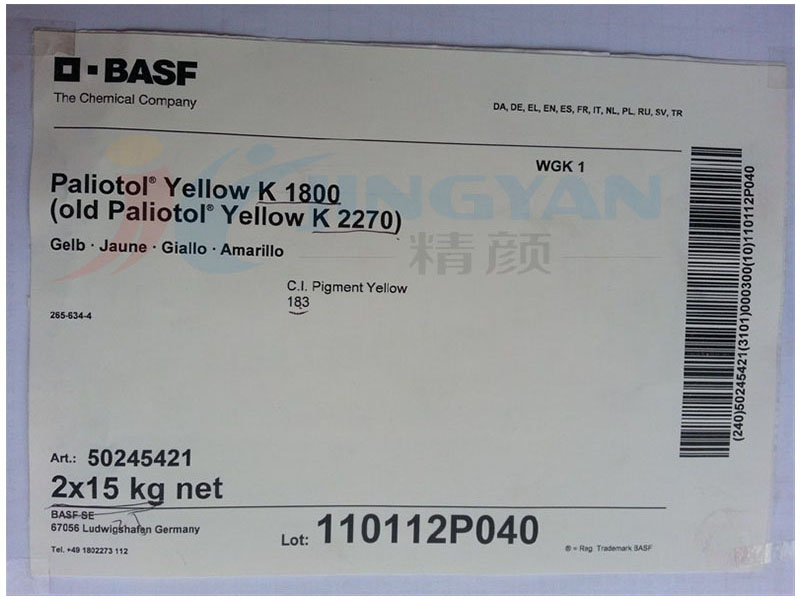 BASF
The Chemical Company
DA, DE, EL, EN, ES, FR, IT, NL, PL, RU, SV, TR
WGK 1
Paliotol® Yellow K 1800
(old Paliotol® Yellow K 2270)
Gelb · Jaune · Giallo · Amarillo
JINGYAN
精颜
C.I. Pigment Yellow
183
265-634-4
(240)50245421(3101)000300(10)110112P040
Art.: 50245421
2x15 kg net
BASF SE
67056 Ludwigshafen Germany
Tel. +49 1802273 112
Lot: 110112P040
® = Reg. Trademark BASF